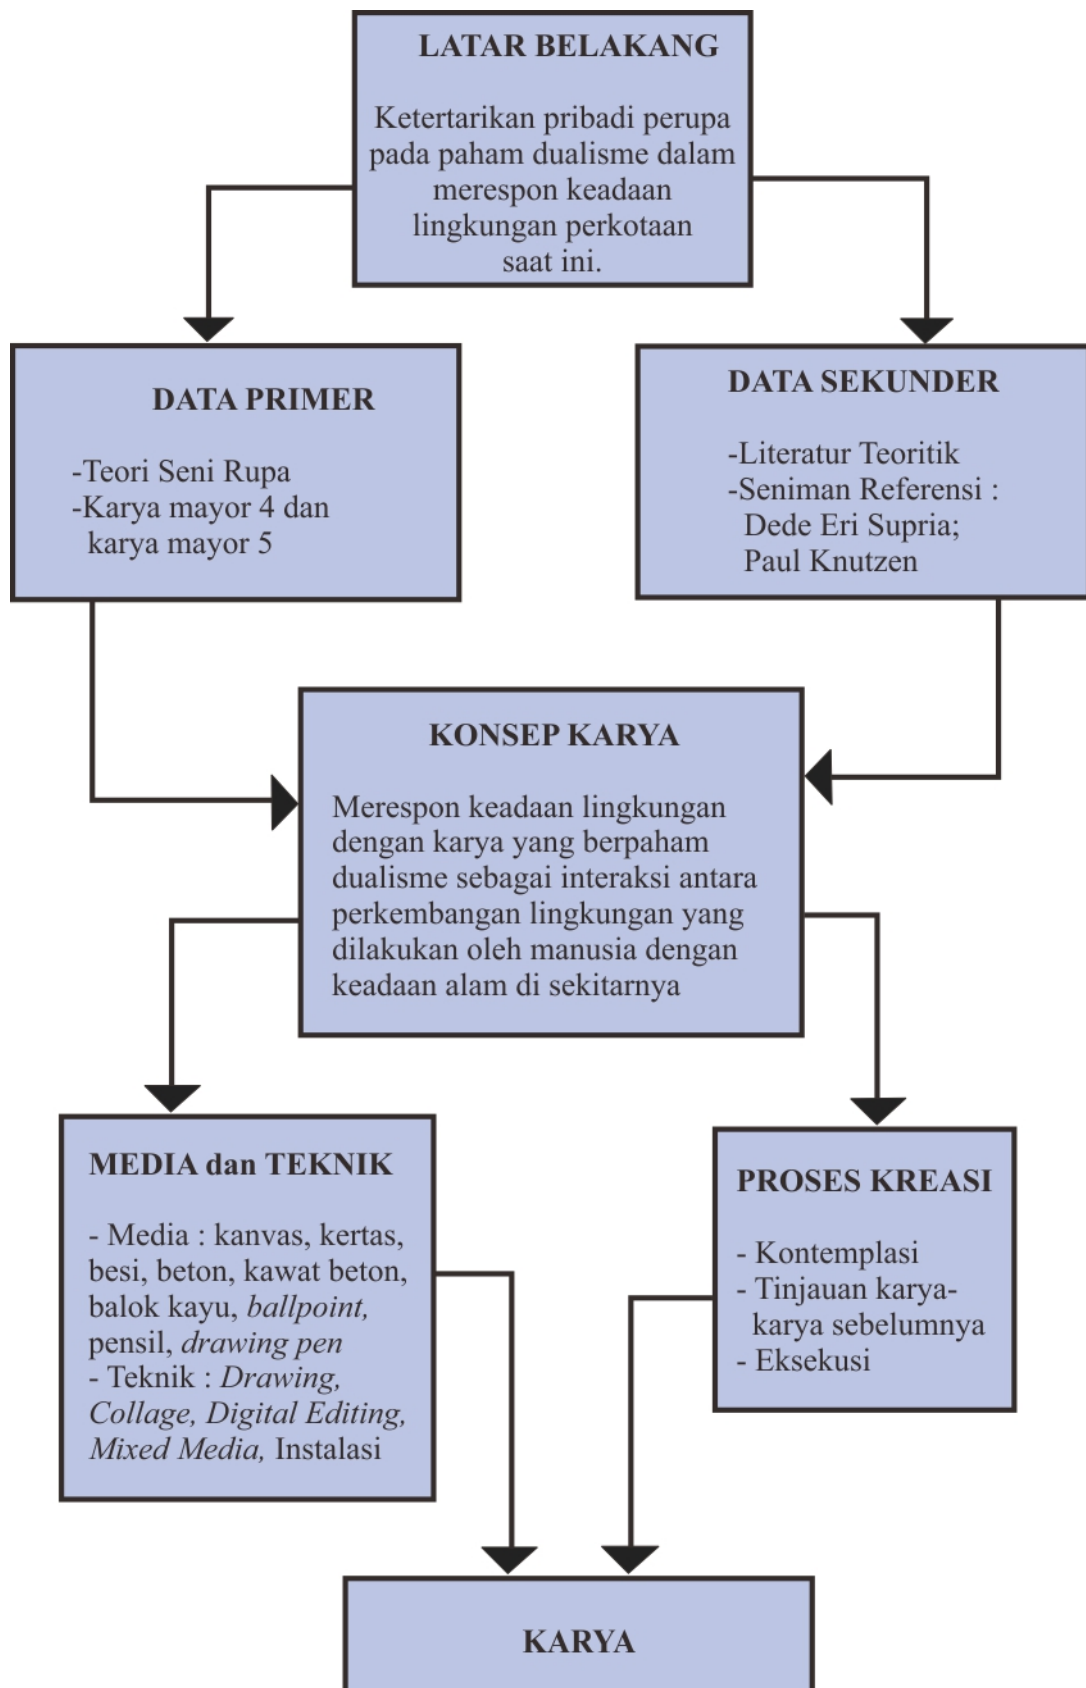 LATAR BELAKANG
Ketertarikan pribadi perupa
pada paham dualisme dalam
merespon keadaan
lingkungan perkotaan
saat ini.
DATA PRIMER
-Teori Seni Rupa
-Karya mayor 4 dan
karya mayor 5
DATA SEKUNDER
-Literatur Teoritik
-Seniman Referensi :
Dede Eri Supria;
Paul Knutzen
KONSEP KARYA
Merespon keadaan lingkungan
dengan karya yang berpaham
dualisme sebagai interaksi antara
perkembangan lingkungan yang
dilakukan oleh manusia dengan
keadaan alam di sekitarnya
MEDIA dan TEKNIK
- Media : kanvas, kertas,
besi, beton, kawat beton,
balok kayu, ballpoint,
pensil, drawing pen
- Teknik : Drawing,
Collage, Digital Editing,
Mixed Media, Instalasi
PROSES KREASI
- Kontemplasi
- Tinjauan karya-
karya sebelumnya
- Eksekusi
KARYA